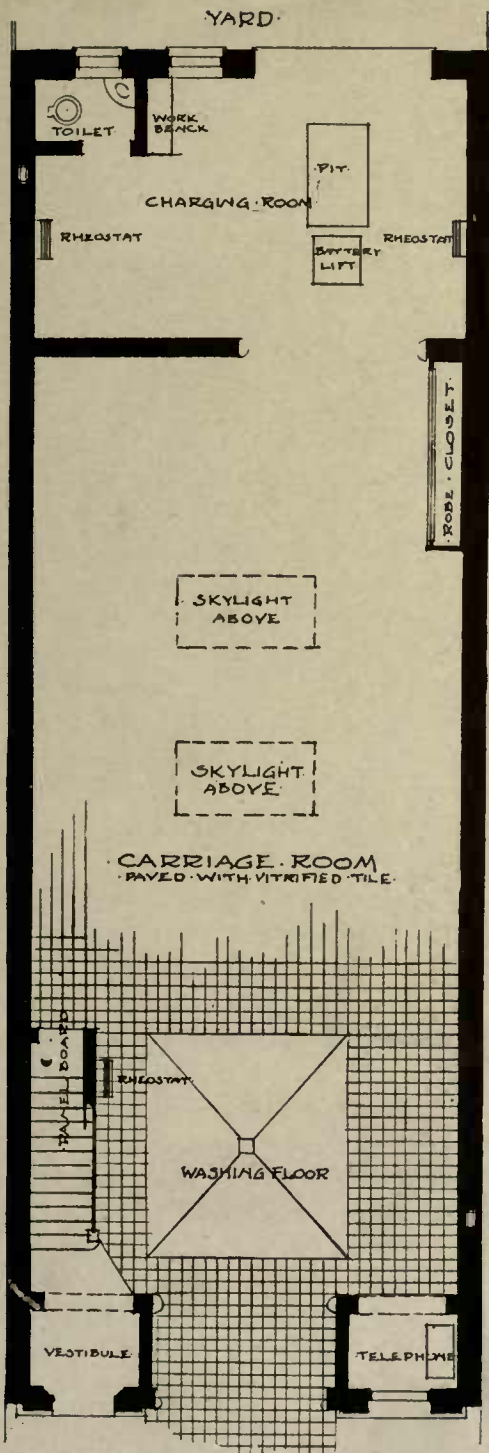 ·YARD·
TOILET·
WORK
BENCK
·PIT·
CHARGING·ROOM
RHEOSTAT
BATTERY
LIFT
RHEOSTAT
·ROBE·CLOSET·
SKYLIGHT
ABOVE
SKYLIGHT
ABOVE
·CARRIAGE·ROOM
·PAVED·WITH·VITRIFIED·TILE·
PANEL BOARD
RHEOSTAT
WASHING FLOOR
VESTIBULE
TELEPHONE